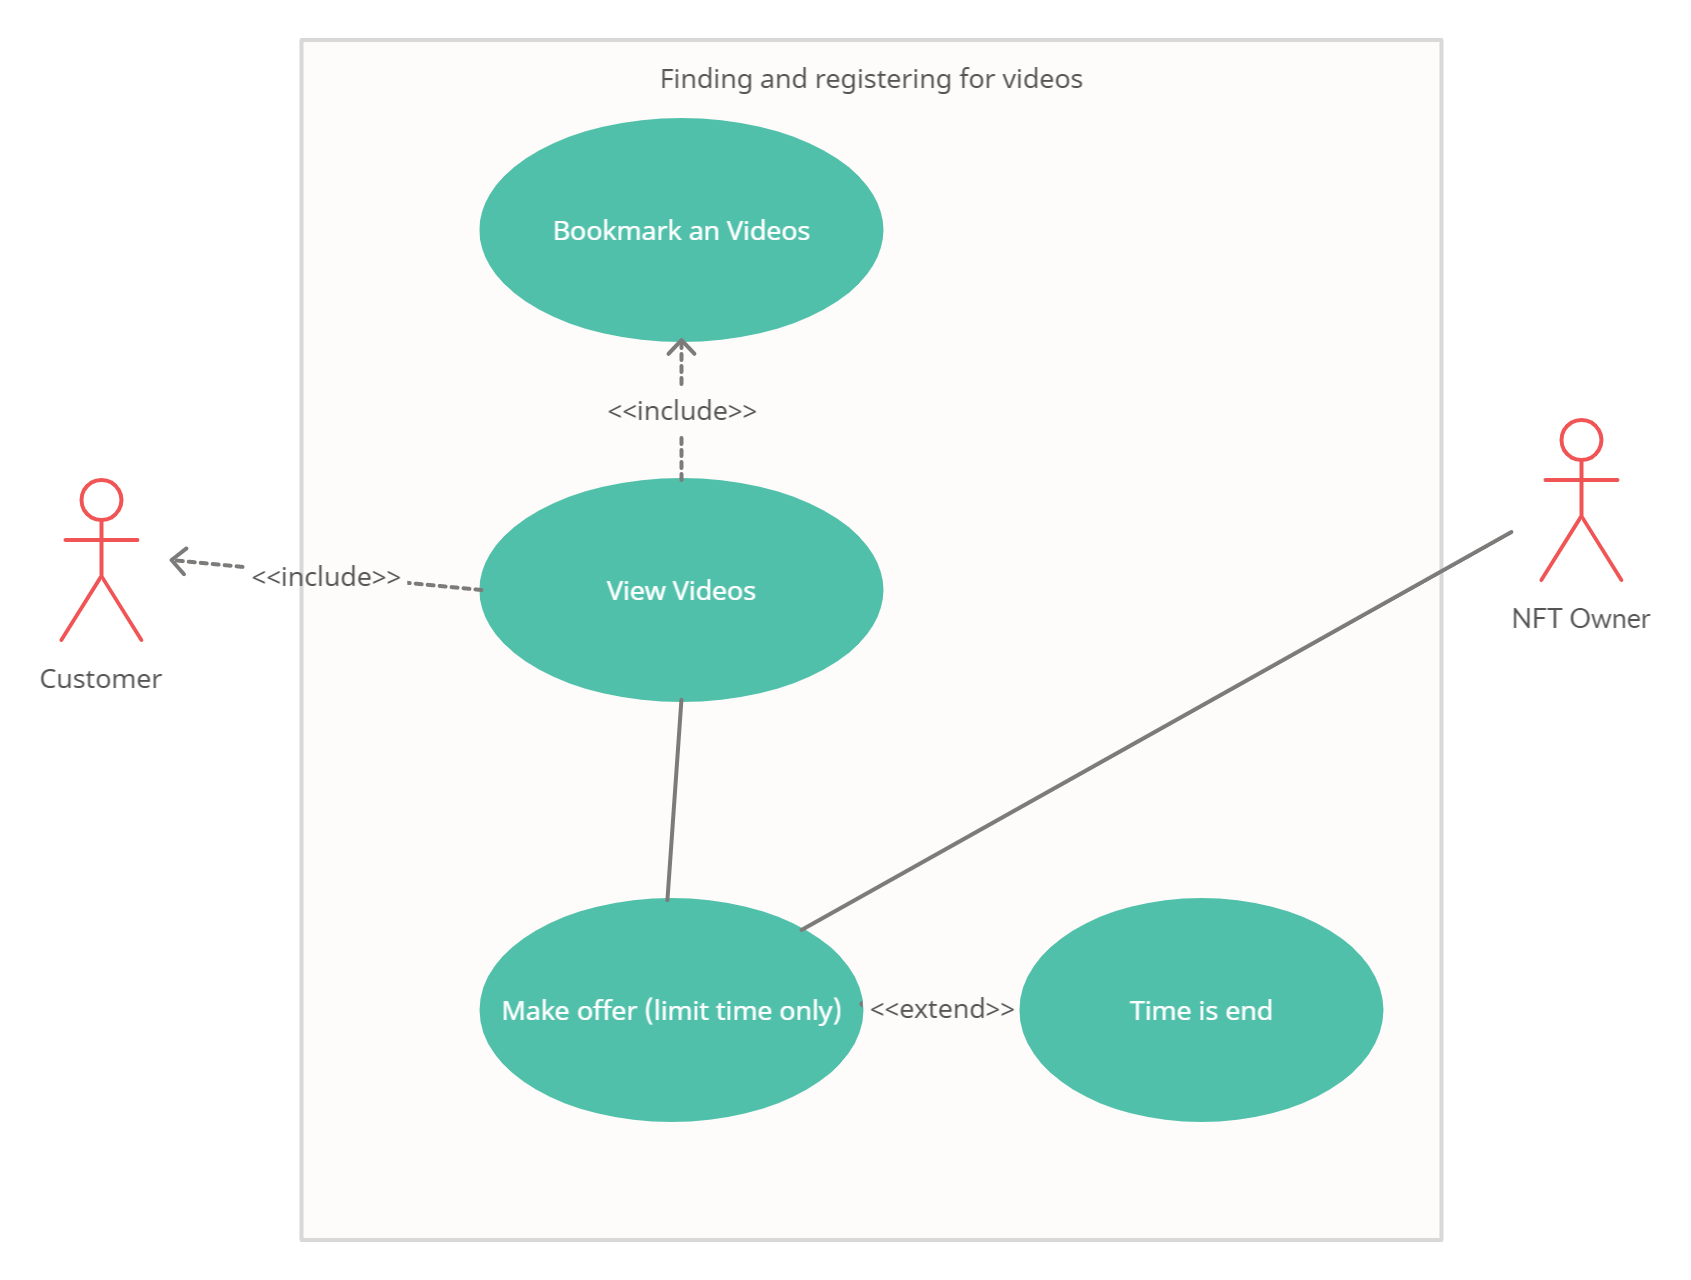 Finding and registering for videos
Bookmark an Videos
<<include>>
<<include>>
View Videos
Customer
NFT Owner
Make offer (limit time only)
<<extend>>
Time is end